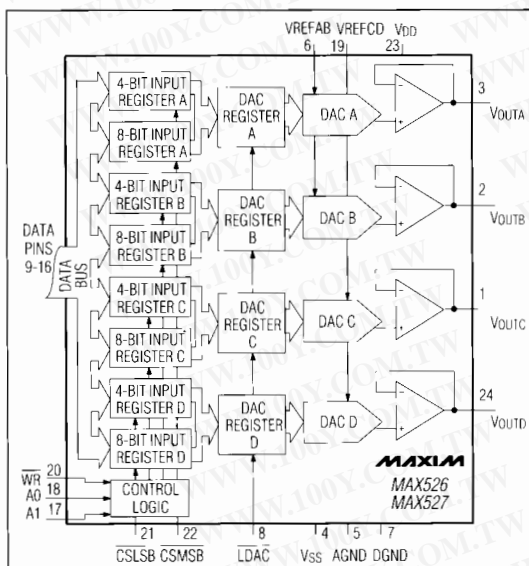 VREFAB VREFCD VDD
6 19 23
4-BIT INPUT
REGISTER A
8-BIT INPUT
REGISTER A
4-BIT INPUT
REGISTER B
8-BIT INPUT
REGISTER B
4-BIT INPUT
REGISTER C
8-BIT INPUT
REGISTER C
4-BIT INPUT
REGISTER D
8-BIT INPUT
REGISTER D
DATA
PINS
9-16
DATA
BUS
DAC
REGISTER
A
DAC
REGISTER
B
DAC
REGISTER
C
DAC
REGISTER
D
DAC A
DAC B
DAC C
DAC D
-
+
-
+
-
+
-
+
3
VOUTA
2
VOUTB
1
VOUTC
24
VOUTD
MAXIM
MAX526
MAX527
WR 20
A0 18
A1 17
CONTROL
LOGIC
21 22 8 4 5 7
CSLSB CSMSB LDAC VSS AGND DGND
WWW.100Y.COM.TW